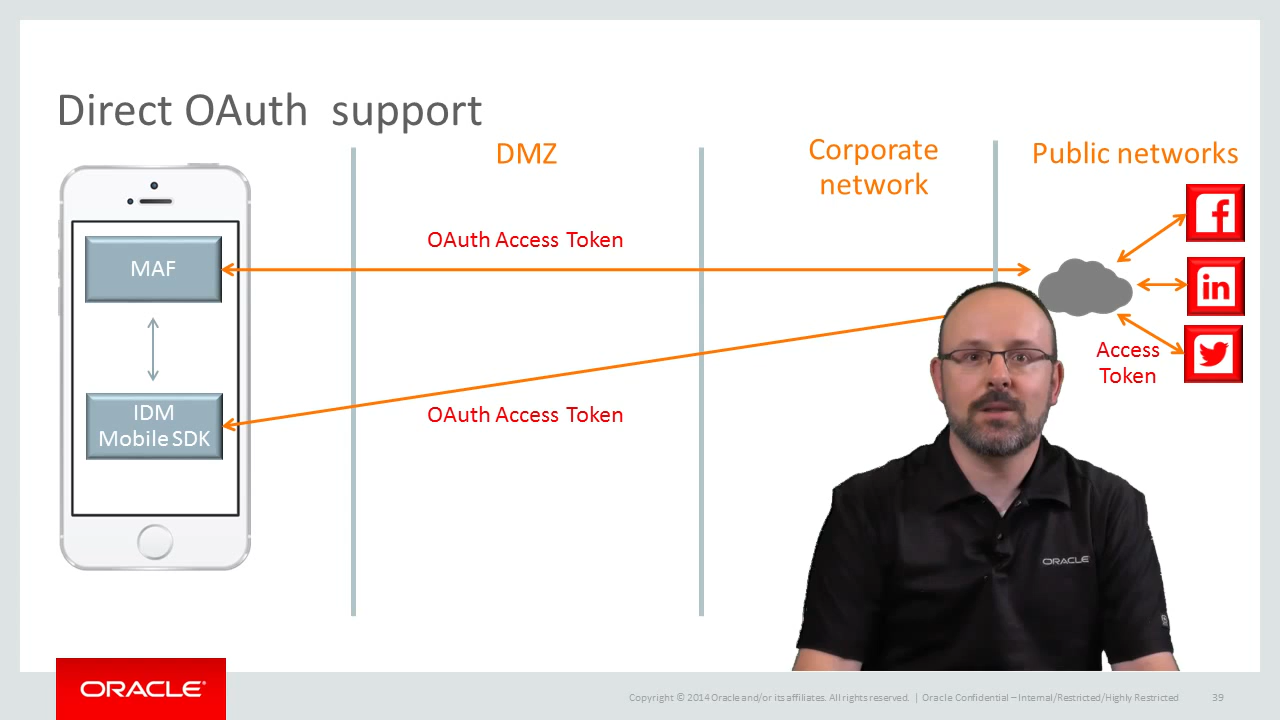 Direct OAuth support
DMZ
Corporate
network
Public networks
OAuth Access Token
MAF
f
in
Access
Token
IDM
Mobile SDK
OAuth Access Token
ORACLE
ORACLE®
Copyright © 2014 Oracle and/or its affiliates. All rights reserved. | Oracle Confidential – Internal/Restricted/Highly Restricted
39